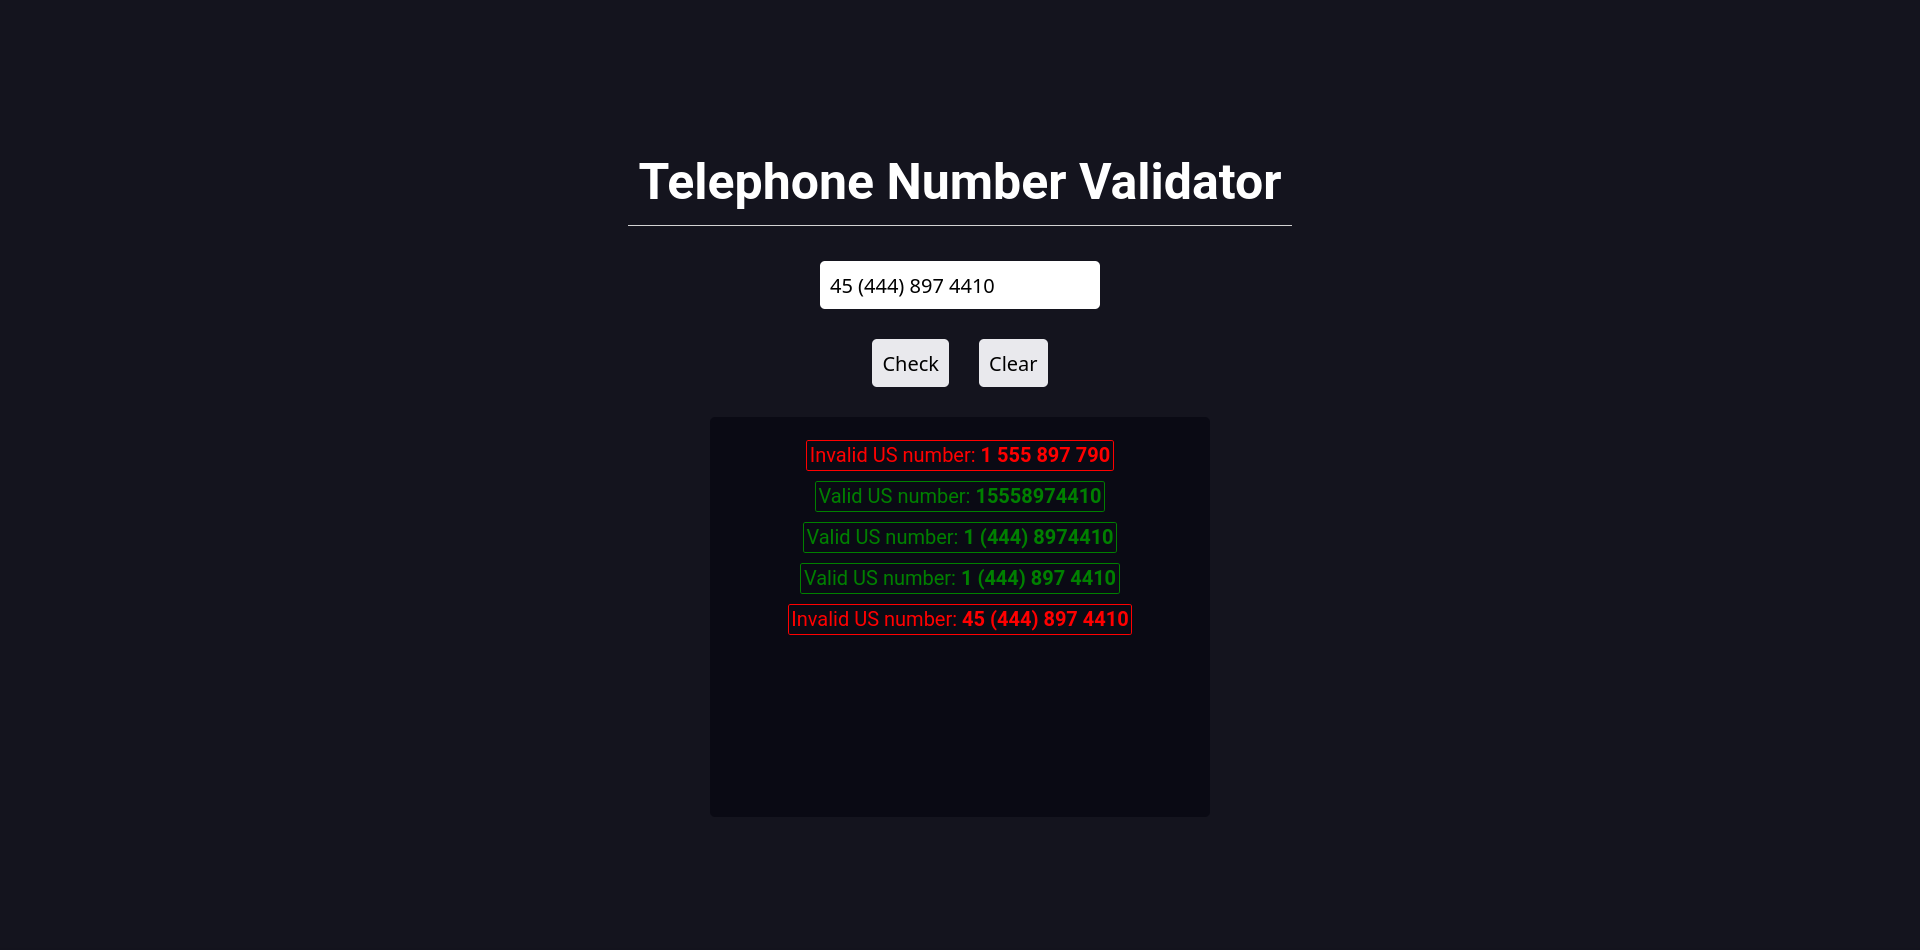 Telephone Number Validator
45 (444) 897 4410
Check Clear
Invalid US number: 1 555 897 790
Valid US number: 15558974410
Valid US number: 1 (444) 8974410
Valid US number: 1 (444) 897 4410
Invalid US number: 45 (444) 897 4410